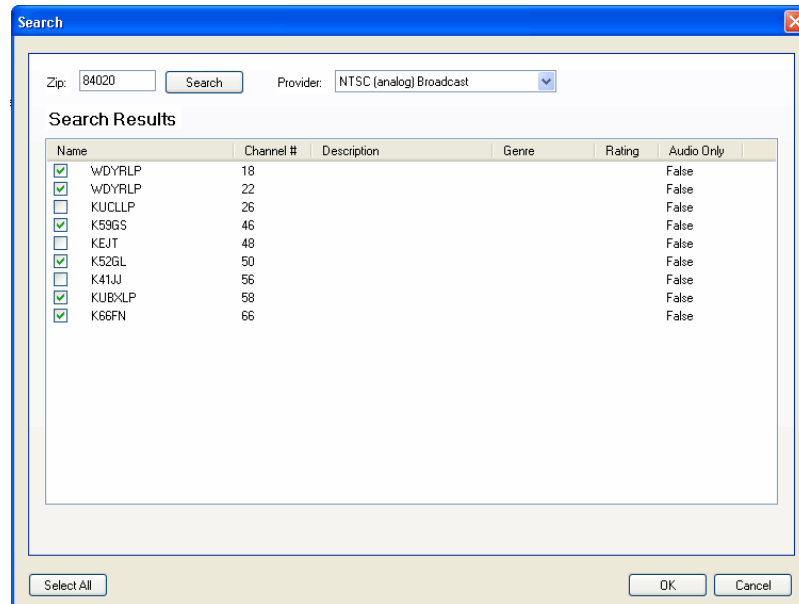 Search
Zip: 84020 Search Provider: NTSC (analog) Broadcast
Search Results
Name Channel # Description Genre Rating Audio Only
WDYRLP 18 False
WDYRLP 22 False
KUCLLP 26 False
K59GS 46 False
KEJT 48 False
K52GL 50 False
K41JJ 56 False
KUBXLP 58 False
K66FN 66 False
Select All OK Cancel